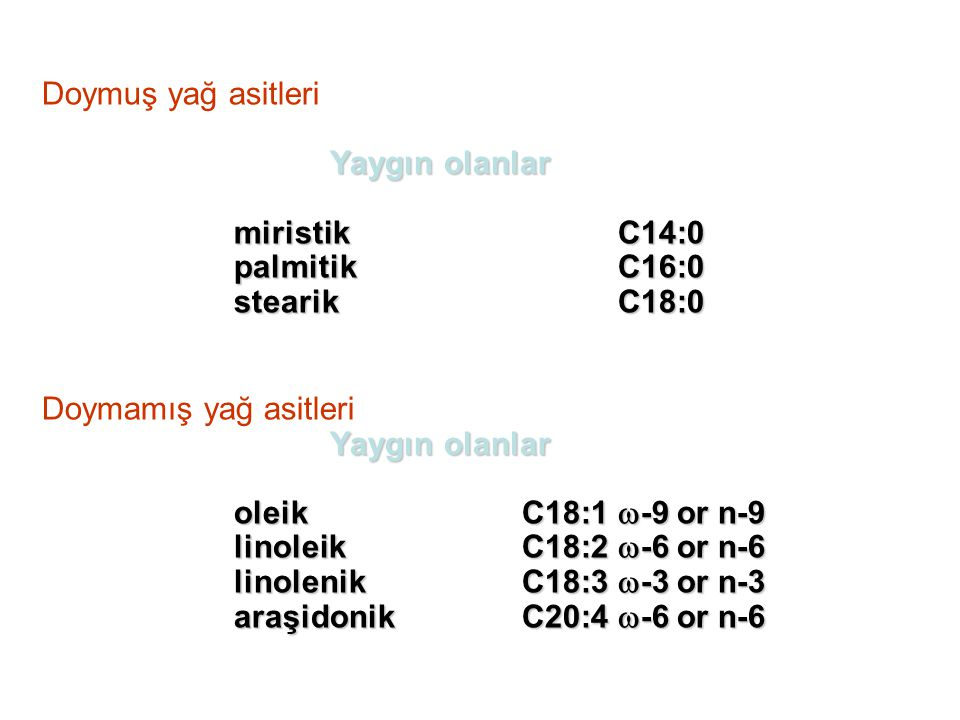 Doymuş yağ asitleri
Yaygın olanlar
miristik C14:0
palmitik C16:0
stearik C18:0
Doymamış yağ asitleri
Yaygın olanlar
oleik C18:1 ω-9 or n-9
linoleik C18:2 ω-6 or n-6
linolenik C18:3 ω-3 or n-3
araşidonik C20:4 ω-6 or n-6